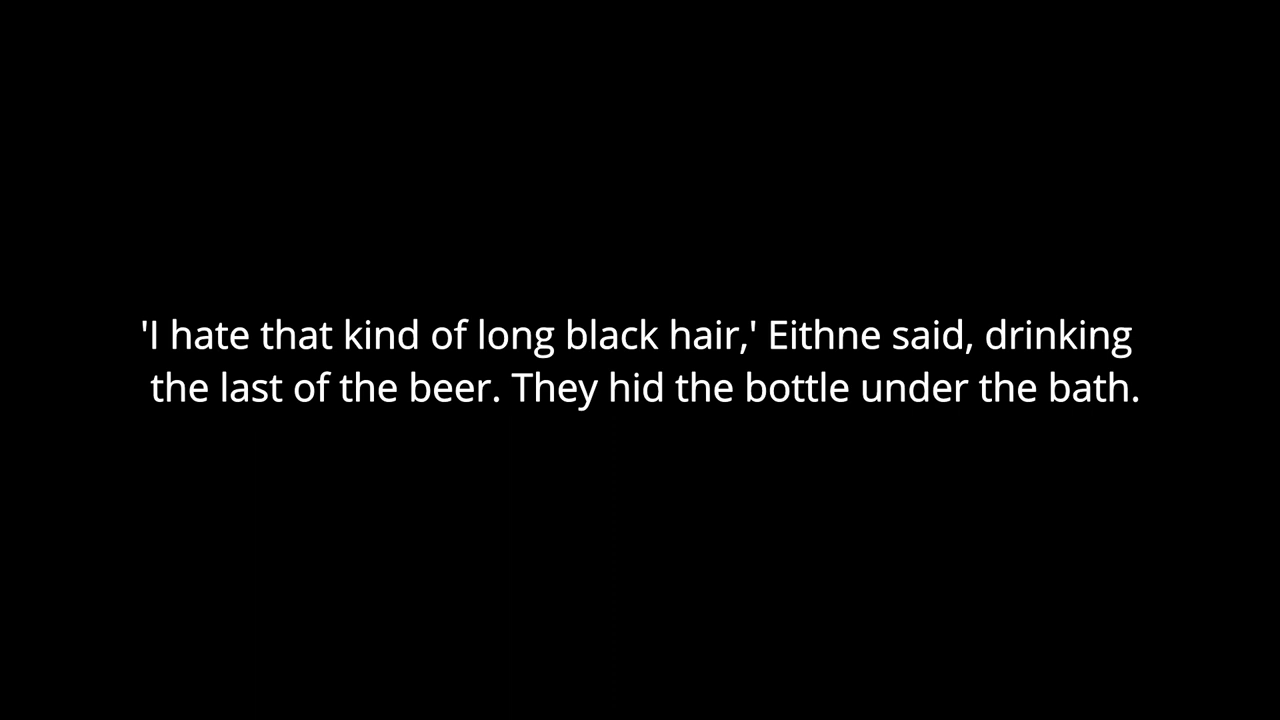 'I hate that kind of long black hair,' Eithne said, drinking
the last of the beer. They hid the bottle under the bath.